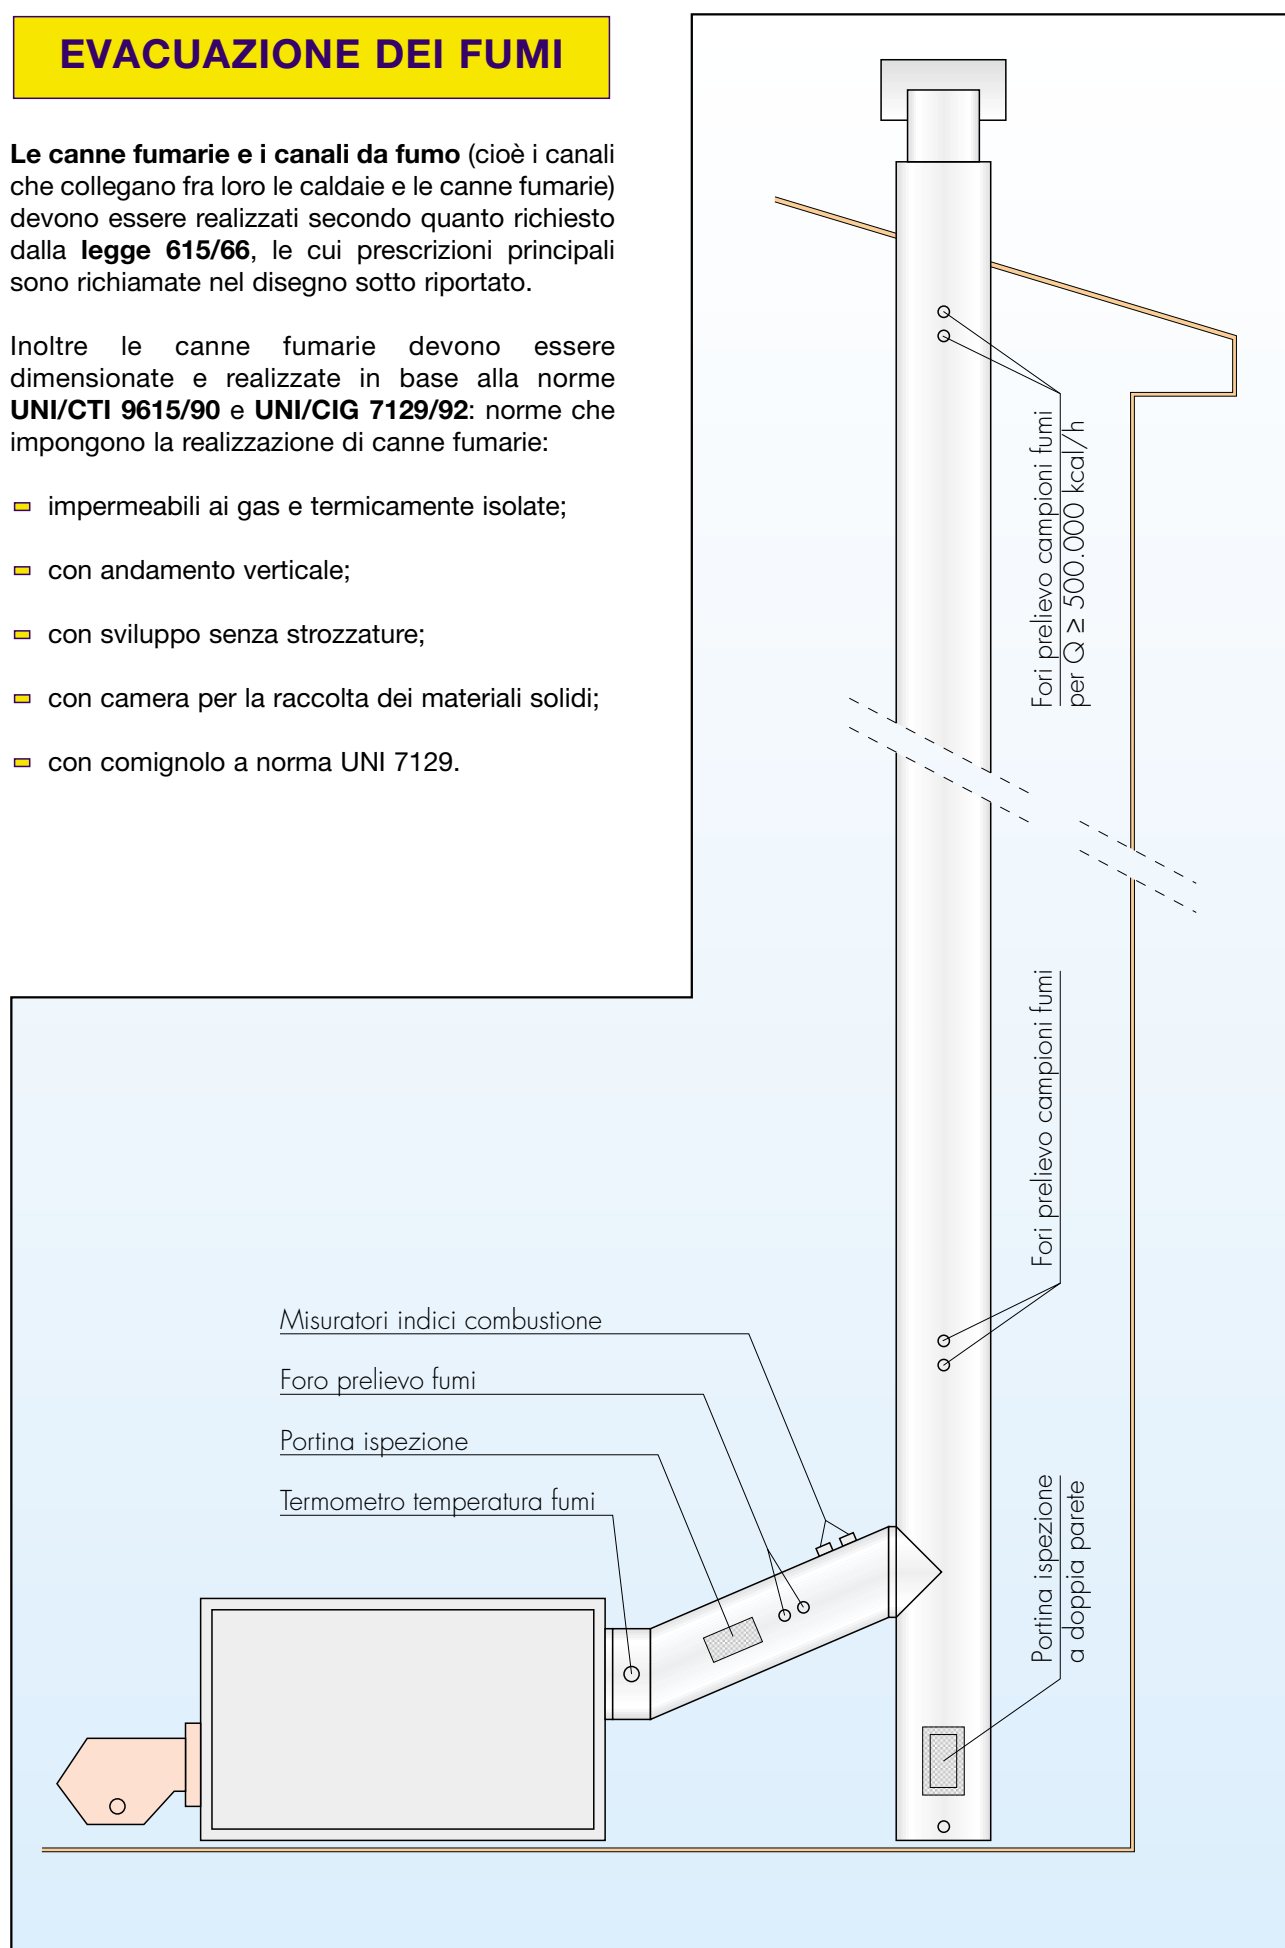 EVACUAZIONE DEI FUMI
Le canne fumarie e i canali da fumo (cioè i canali
che collegano fra loro le caldaie e le canne fumarie)
devono essere realizzati secondo quanto richiesto
dalla legge 615/66, le cui prescrizioni principali
sono richiamate nel disegno sotto riportato.
Inoltre le canne fumarie devono essere
dimensionate e realizzate in base alla norme
UNI/CTI 9615/90 e UNI/CIG 7129/92: norme che
impongono la realizzazione di canne fumarie:
impermeabili ai gas e termicamente isolate;
con andamento verticale;
con sviluppo senza strozzature;
con camera per la raccolta dei materiali solidi;
con comignolo a norma UNI 7129.
Fori prelievo campioni fumi
per Q ≥ 500.000 kcal/h
Fori prelievo campioni fumi
Misuratori indici combustione
Foro prelievo fumi
Portina ispezione
Termometro temperatura fumi
Portina ispezione
a doppia parete